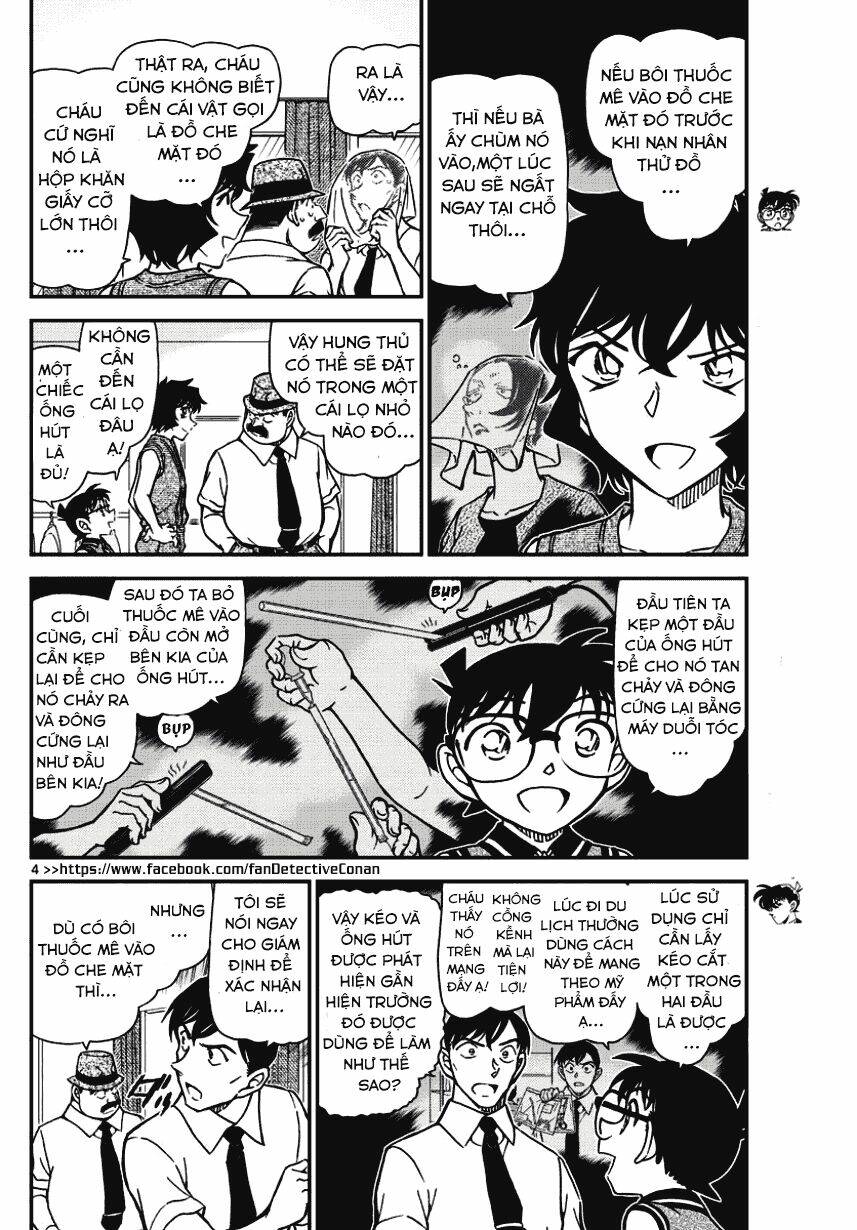 NẾU BÔI THUỐC
MÊ VÀO ĐỒ CHE
MẶT ĐÓ TRƯỚC
KHI NẠN NHÂN
THỬ ĐỒ
...
THÌ NẾU BÀ
ẤY CHÙM NÓ
VÀO,MỘT LÚC
SAU SẼ NGẤT
NGAY TẠI CHỖ
THÔI...
RA LÀ
VẬY...
THẬT RA, CHÁU
CŨNG KHÔNG BIẾT
ĐẾN CÁI VẬT GỌI
LÀ ĐỒ CHE
MẶT ĐÓ
...
CHÁU
CỨ NGHĨ
NÓ LÀ
HỘP KHĂN
GIẤY CỠ
LỚN THÔI
...
VẬY HUNG THỦ
CÓ THỂ SẼ ĐẶT
NÓ TRONG MỘT
CÁI LỌ NHỎ
NÀO ĐÓ...
KHÔNG
CẦN
ĐẾN
CÁI LỌ
ĐÂU
Ạ!
MỘT
CHIẾC
ỐNG
HÚT
LÀ
ĐỦ!
ĐẦU TIÊN TA
KẸP MỘT ĐẦU
CỦA ỐNG HÚT
ĐỂ CHO NÓ TAN
CHẢY VÀ ĐÔNG
CỨNG LẠI BẰNG
MÁY DUỖI TÓC
...
BỤP
SAU ĐÓ TA BỎ
THUỐC MÊ VÀO
ĐẦU CÒN MỞ
BÊN KIA CỦA
ỐNG HÚT...
BỤP
CUỐI
CÙNG, CHỈ
CẦN KẸP
LẠI ĐỂ CHO
NÓ CHẢY RA
VÀ ĐÔNG
CỨNG LẠI
NHƯ ĐẦU
BÊN KIA!
4 >>https://www.facebook.com/fanDetectiveConan
LÚC SỬ
DỤNG CHỈ
CẦN LẤY
KÉO CẮT
MỘT TRONG
HAI ĐẦU
LÀ ĐƯỢC
...
LÚC ĐI DU
LỊCH THƯỜNG
DÙNG CÁCH
NÀY ĐỂ MANG
THEO MỸ
PHẨM ĐẤY
Ạ...
KHÔNG
CỒNG
KỀNH
MÀ LẠI
TIỆN
LỢI!
CHÁU
THẤY
NÓ
TRÊN
MẠNG
ĐẤY Ạ!
VẬY KÉO VÀ
ỐNG HÚT
ĐƯỢC PHÁT
HIỆN GẦN
HIỆN TRƯỜNG
ĐÓ ĐƯỢC
DÙNG ĐỂ LÀM
NHƯ THẾ
SAO?
TÔI SẼ
NÓI NGAY
CHO GIÁM
ĐỊNH ĐỂ
XÁC NHẬN
LẠI...
NHƯNG
...
DÙ CÓ BÔI
THUỐC MÊ VÀO
ĐỒ CHE MẶT
THÌ...